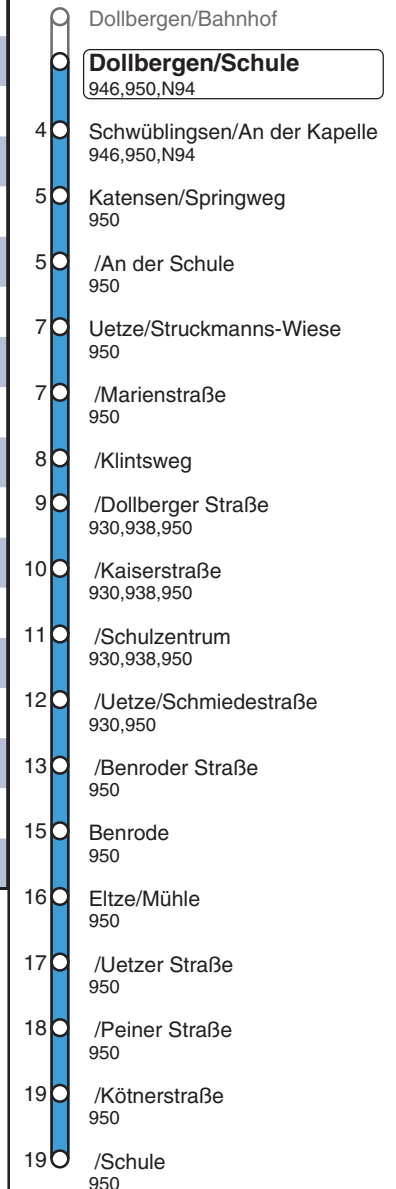 Dollbergen/Bahnhof
Dollbergen/Schule
946,950,N94
4 Schwüblingsen/An der Kapelle
946,950,N94
5 Katensen/Springweg
950
5 /An der Schule
950
7 Uetze/Struckmanns-Wiese
950
7 /Marienstraße
950
8 /Klintsweg
9 /Dollberger Straße
930,938,950
10 /Kaiserstraße
930,938,950
11 /Schulzentrum
930,938,950
12 /Uetze/Schmiedestraße
930,950
13 /Benroder Straße
950
15 Benrode
950
16 Eltze/Mühle
950
17 /Uetzer Straße
950
18 /Peiner Straße
950
19 /Kötnerstraße
950
19 /Schule
950